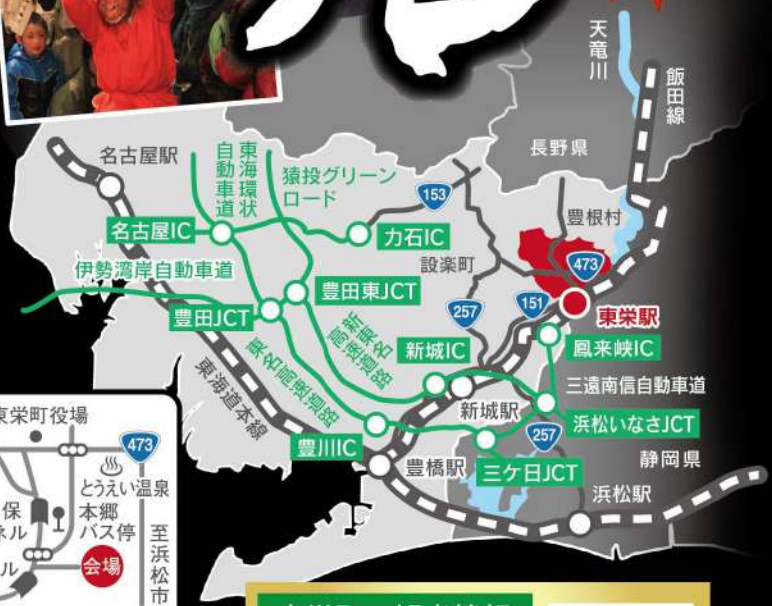 天竜川
飯田線
長野県
名古屋駅
東海環状
自動車道
猿投グリーン
ロード
153
豊根村
名古屋IC
力石IC
設楽町
473
伊勢湾岸自動車道
豊田東JCT
257
151
東栄駅
豊田JCT
新東名
高速道路
新城IC
鳳来峡IC
東海道本線
東名高速道路
三遠南信自動車道
新城駅
浜松いなさJCT
257
豊川IC
豊橋駅
三ケ日JCT
静岡県
浜松駅
東栄町役場
473
とうえい温泉
本郷
バス停
会場
至浜松市